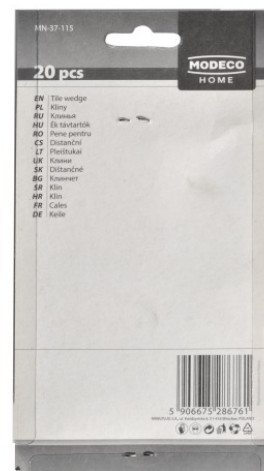 MN-37-115
MODECO
HOME
20 pcs
EN Tile wedge
PL Kliny
RU Клинья
HU Ék távtartók
RO Pene pentru
CS Distanční
LT Pleištukai
UK Клини
SK Dištančné
BG Клинчет
SR Klin
HR Klin
FR Cales
DE Keile
5 906675 286761